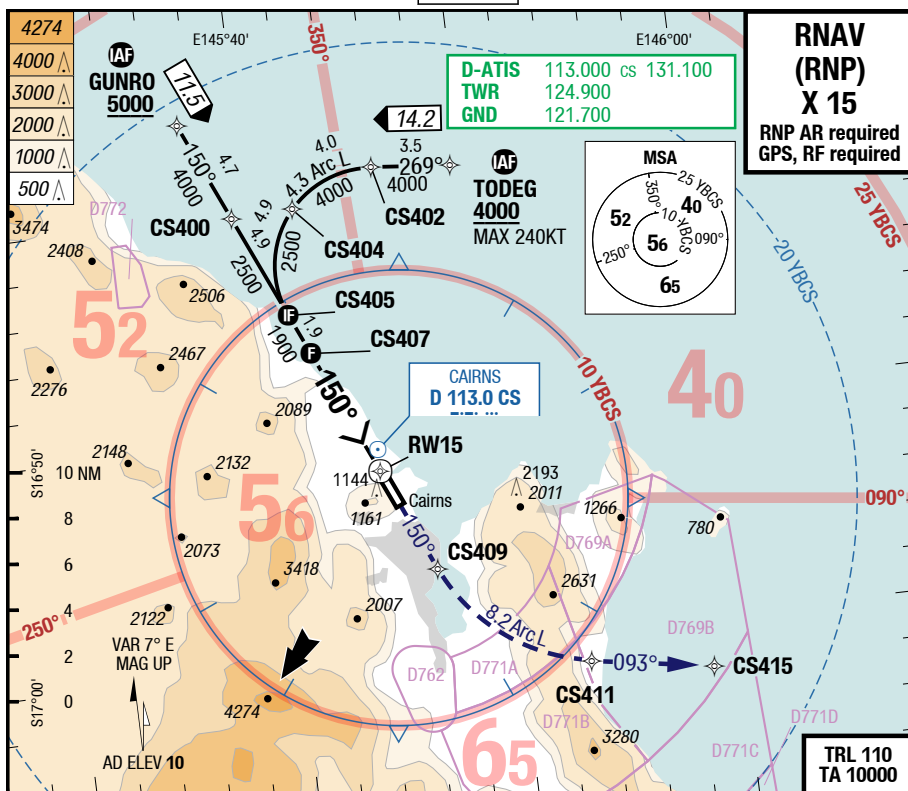 4274
4000
3000
2000
1000
500
E145°40'
350°
E146°00'
D-ATIS 113.000 CS 131.100
TWR 124.900
GND 121.700
RNAV
(RNP)
X 15
RNP AR required
GPS, RF required
IAF
GUNRO
5000
11.5
150°
4000
4.7
CS400
4.9
4.9
2500
14.2
3.5
269°
4000
IAF
TODEG
4000
MAX 240KT
4.0
4.3 Arc L
4000
CS402
CS404
2500
MSA
25 YBCS
10 YBCS
350°
090°
250°
52
40
56
65
25 YBCS
20 YBCS
10 YBCS
D772
3474
2408
2506
52
2467
2276
IF
CS405
1.9
1900
F
CS407
150°
40
CAIRNS
D 113.0 CS
2089
RW15
1144
1161
Cairns
2148
2132
56
2193
2011
1266
780
090°
S16°50'
10 NM
8
6
4
2
0
S17°00'
2073
3418
2122
2007
250°
150°
CS409
D769A
2631
D769B
8.2 Arc L
093°
CS415
CS411
VAR 7° E
MAG UP
4274
AD ELEV 10
D762
D771A
D771B
D771C
D771D
65
3280
TRL 110
TA 10000